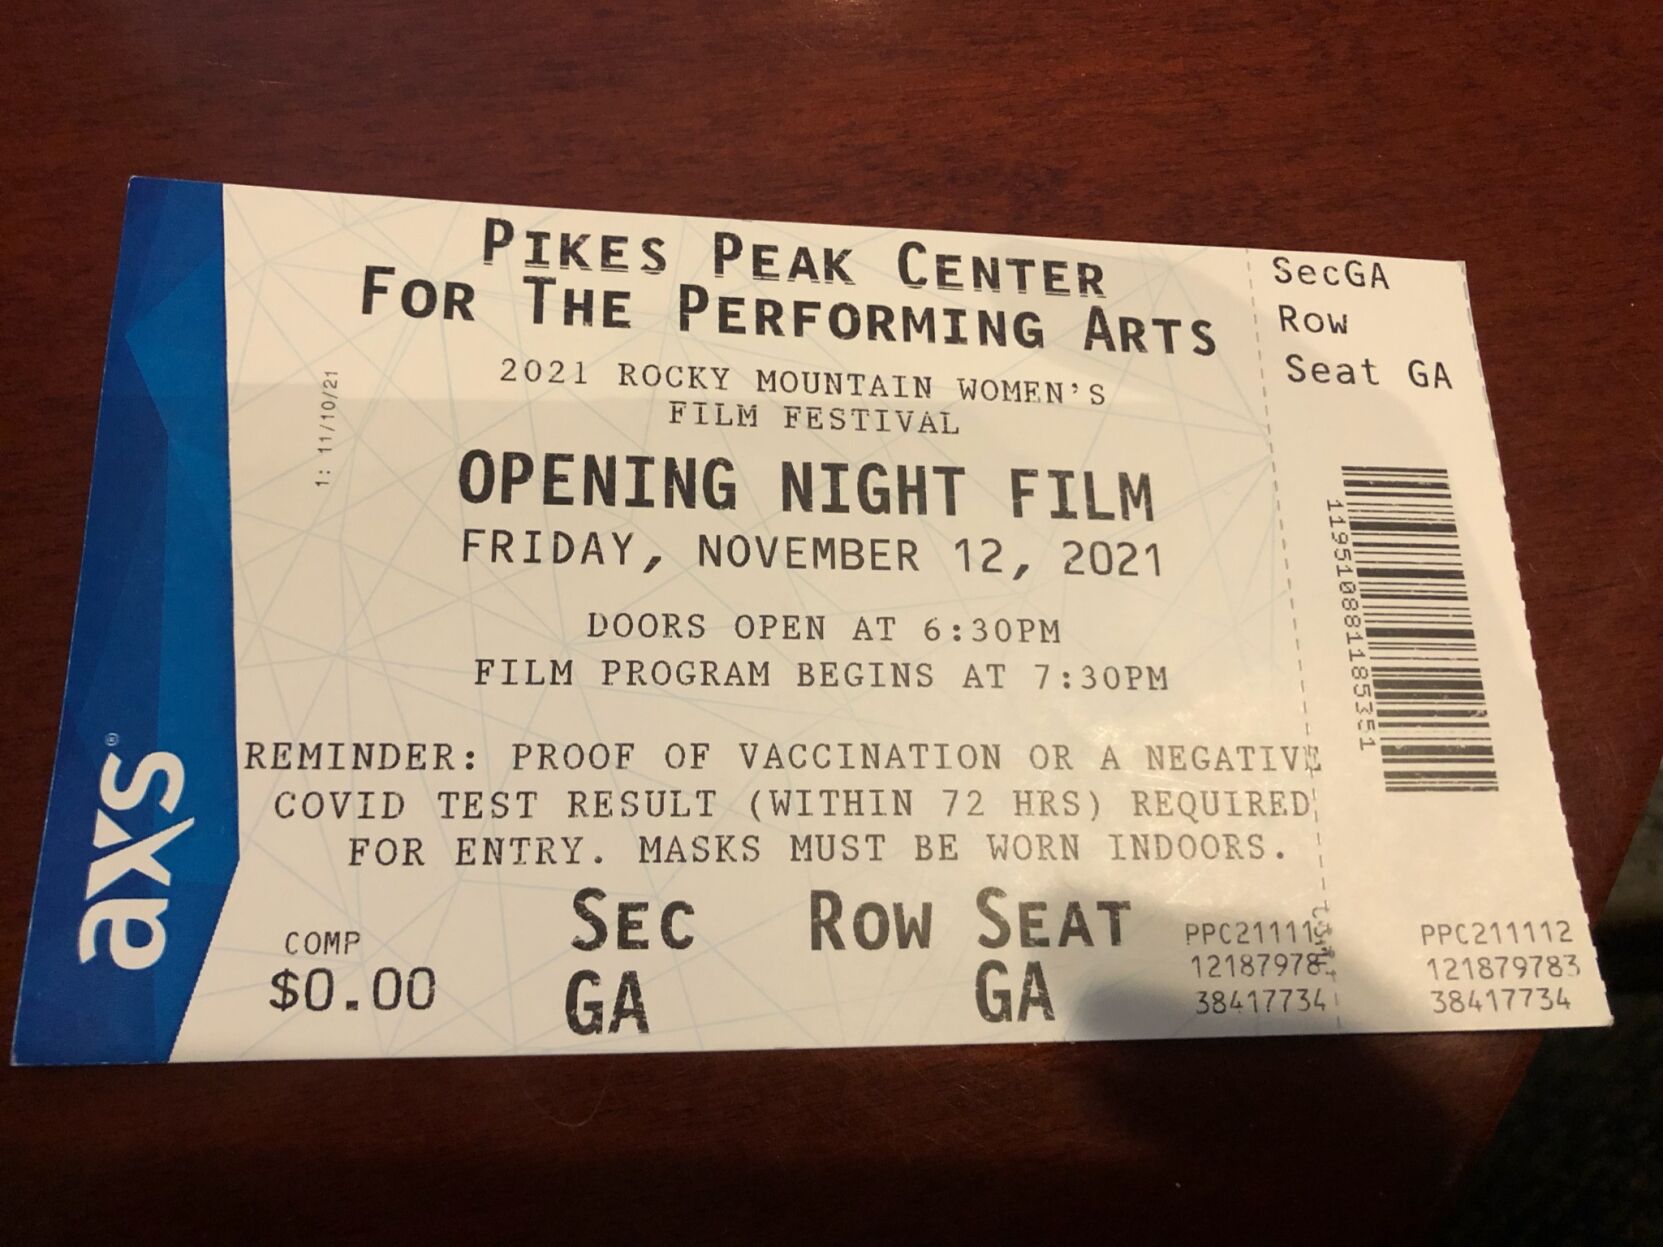 PIKES PEAK CENTER
FOR THE PERFORMING ARTS
2021 ROCKY MOUNTAIN WOMEN'S
FILM FESTIVAL
OPENING NIGHT FILM
FRIDAY, NOVEMBER 12, 2021
DOORS OPEN AT 6:30PM
FILM PROGRAM BEGINS AT 7:30PM
REMINDER: PROOF OF VACCINATION OR A NEGATIVE
COVID TEST RESULT (WITHIN 72 HRS) REQUIRED
FOR ENTRY. MASKS MUST BE WORN INDOORS.
COMP
$0.00
SEC ROW SEAT
GA GA
38417734
1: 11/10/21
axs®
SecGA
Row
Seat GA
119510881185351
PPC211112
121879783
38417734